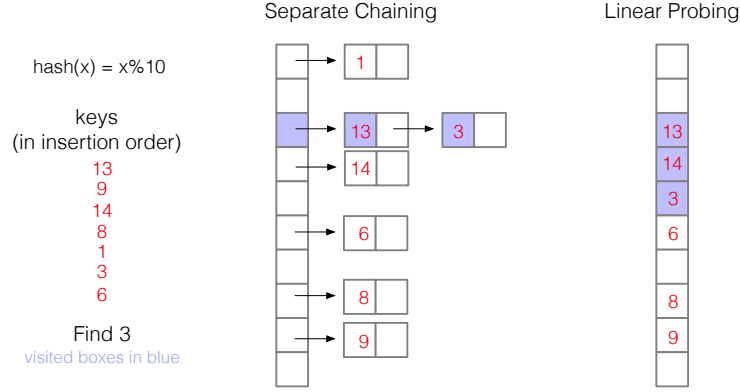 Separate Chaining
Linear Probing
hash(x) = x%10
keys
(in insertion order)
13
9
14
8
1
3
6
Find 3
visited boxes in blue
1
13
3
14
6
8
9
13
14
3
6
8
9